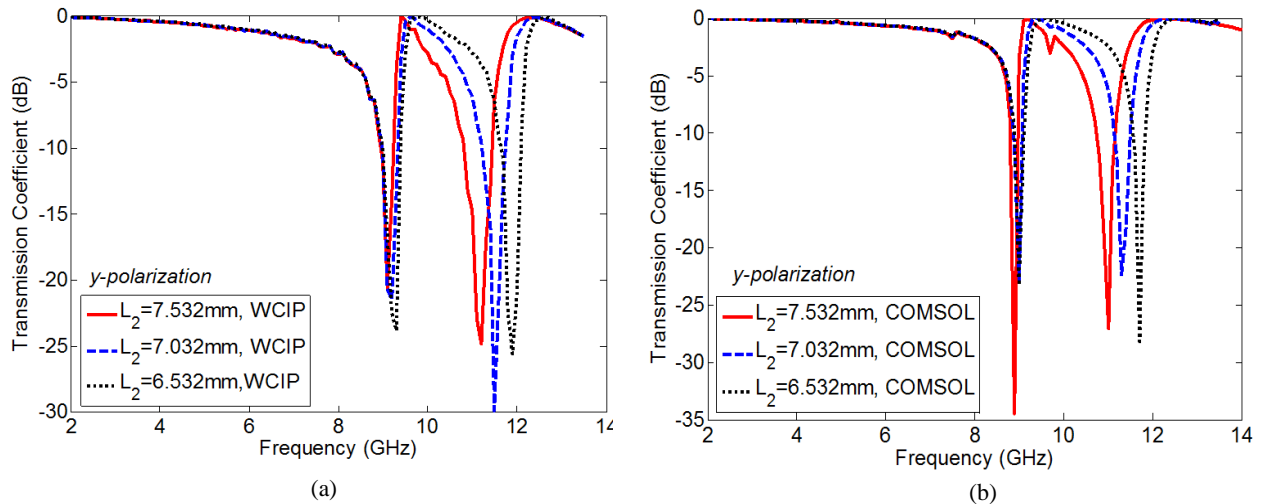 0
-5
-10
-15
-20
-25
-30
Transmission Coefficient (dB)
y-polarization
L2=7.532mm, WCIP
L2=7.032mm, WCIP
L2=6.532mm,WCIP
2 4 6 8 10 12 14
Frequency (GHz)
(a)
0
-5
-10
-15
-20
-25
-30
-35
Transmission Coefficient (dB)
y-polarization
L2=7.532mm, COMSOL
L2=7.032mm, COMSOL
L2=6.532mm, COMSOL
2 4 6 8 10 12 14
Frequency (GHz)
(b)